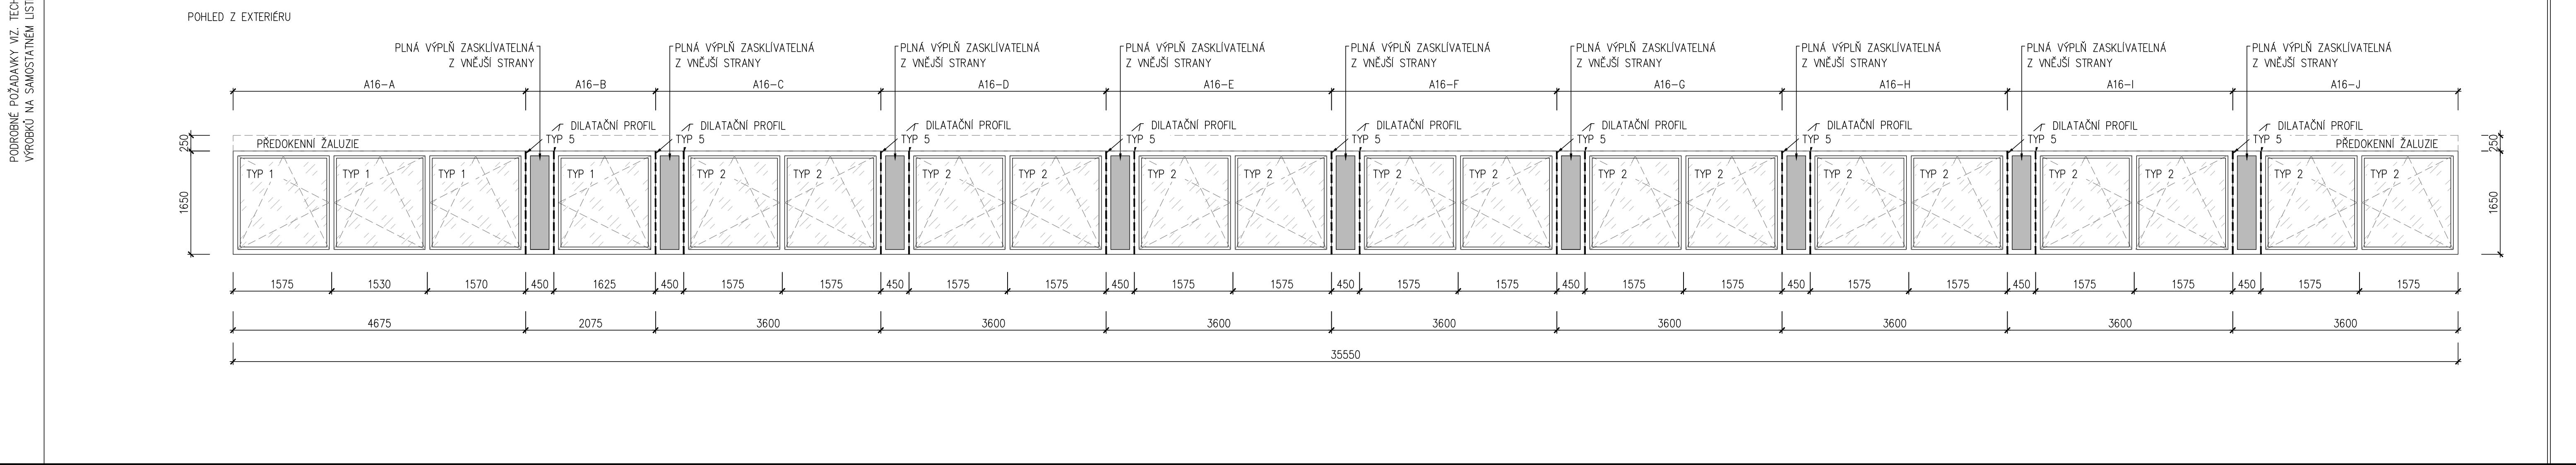 PODROBNÉ POŽADAVKY VIZ. TECH
VÝROBKŮ NA SAMOSTATNÉM LIST
POHLED Z EXTERIÉRU
PLNÁ VÝPLŇ ZASKLÍVATELNÁ
Z VNĚJŠÍ STRANY
PLNÁ VÝPLŇ ZASKLÍVATELNÁ
Z VNĚJŠÍ STRANY
PLNÁ VÝPLŇ ZASKLÍVATELNÁ
Z VNĚJŠÍ STRANY
PLNÁ VÝPLŇ ZASKLÍVATELNÁ
Z VNĚJŠÍ STRANY
PLNÁ VÝPLŇ ZASKLÍVATELNÁ
Z VNĚJŠÍ STRANY
PLNÁ VÝPLŇ ZASKLÍVATELNÁ
Z VNĚJŠÍ STRANY
PLNÁ VÝPLŇ ZASKLÍVATELNÁ
Z VNĚJŠÍ STRANY
PLNÁ VÝPLŇ ZASKLÍVATELNÁ
Z VNĚJŠÍ STRANY
PLNÁ VÝPLŇ ZASKLÍVATELNÁ
Z VNĚJŠÍ STRANY
A16-A A16-B A16-C A16-D A16-E A16-F A16-G A16-H A16-I A16-J
DILATAČNÍ PROFIL DILATAČNÍ PROFIL DILATAČNÍ PROFIL DILATAČNÍ PROFIL DILATAČNÍ PROFIL DILATAČNÍ PROFIL DILATAČNÍ PROFIL DILATAČNÍ PROFIL DILATAČNÍ PROFIL
TYP 5 TYP 5 TYP 5 TYP 5 TYP 5 TYP 5 TYP 5 TYP 5 TYP 5
250 PŘEDOKENNÍ ŽALUZIE PŘEDOKENNÍ ŽALUZIE 250
TYP 1 TYP 1 TYP 1 TYP 1 TYP 2 TYP 2 TYP 2 TYP 2 TYP 2 TYP 2 TYP 2 TYP 2 TYP 2 TYP 2 TYP 2 TYP 2 TYP 2 TYP 2 TYP 2 TYP 2
1650 1650
1575 1530 1570 450 1625 450 1575 1575 450 1575 1575 450 1575 1575 450 1575 1575 450 1575 1575 450 1575 1575 450 1575 1575 450 1575 1575
4675 2075 3600 3600 3600 3600 3600 3600 3600 3600
35550